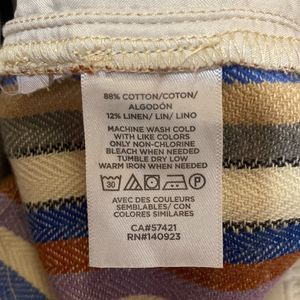 88% COTTON/COTON/
ALGODÓN
12% LINEN/ LIN/ LINO
MACHINE WASH COLD
WITH LIKE COLORS
ONLY NON-CHLORINE
BLEACH WHEN NEEDED
TUMBLE DRY LOW
WARM IRON WHEN NEEDED
30 P
AVEC DES COULEURS
SEMBLABLES/ CON
COLORES SIMILARES
CA#57421
RN#140923